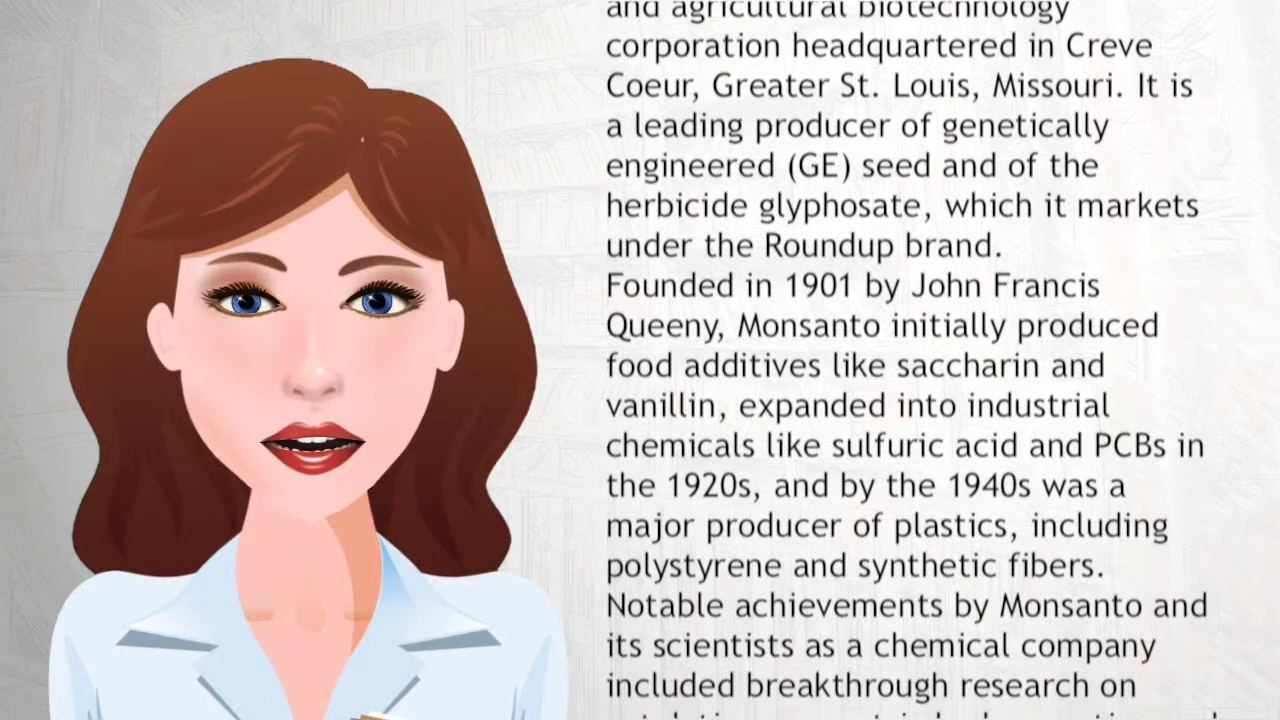 and agricultural biotechnology
corporation headquartered in Creve
Coeur, Greater St. Louis, Missouri. It is
a leading producer of genetically
engineered (GE) seed and of the
herbicide glyphosate, which it markets
under the Roundup brand.
Founded in 1901 by John Francis
Queeny, Monsanto initially produced
food additives like saccharin and
vanillin, expanded into industrial
chemicals like sulfuric acid and PCBs in
the 1920s, and by the 1940s was a
major producer of plastics, including
polystyrene and synthetic fibers.
Notable achievements by Monsanto and
its scientists as a chemical company
included breakthrough research on